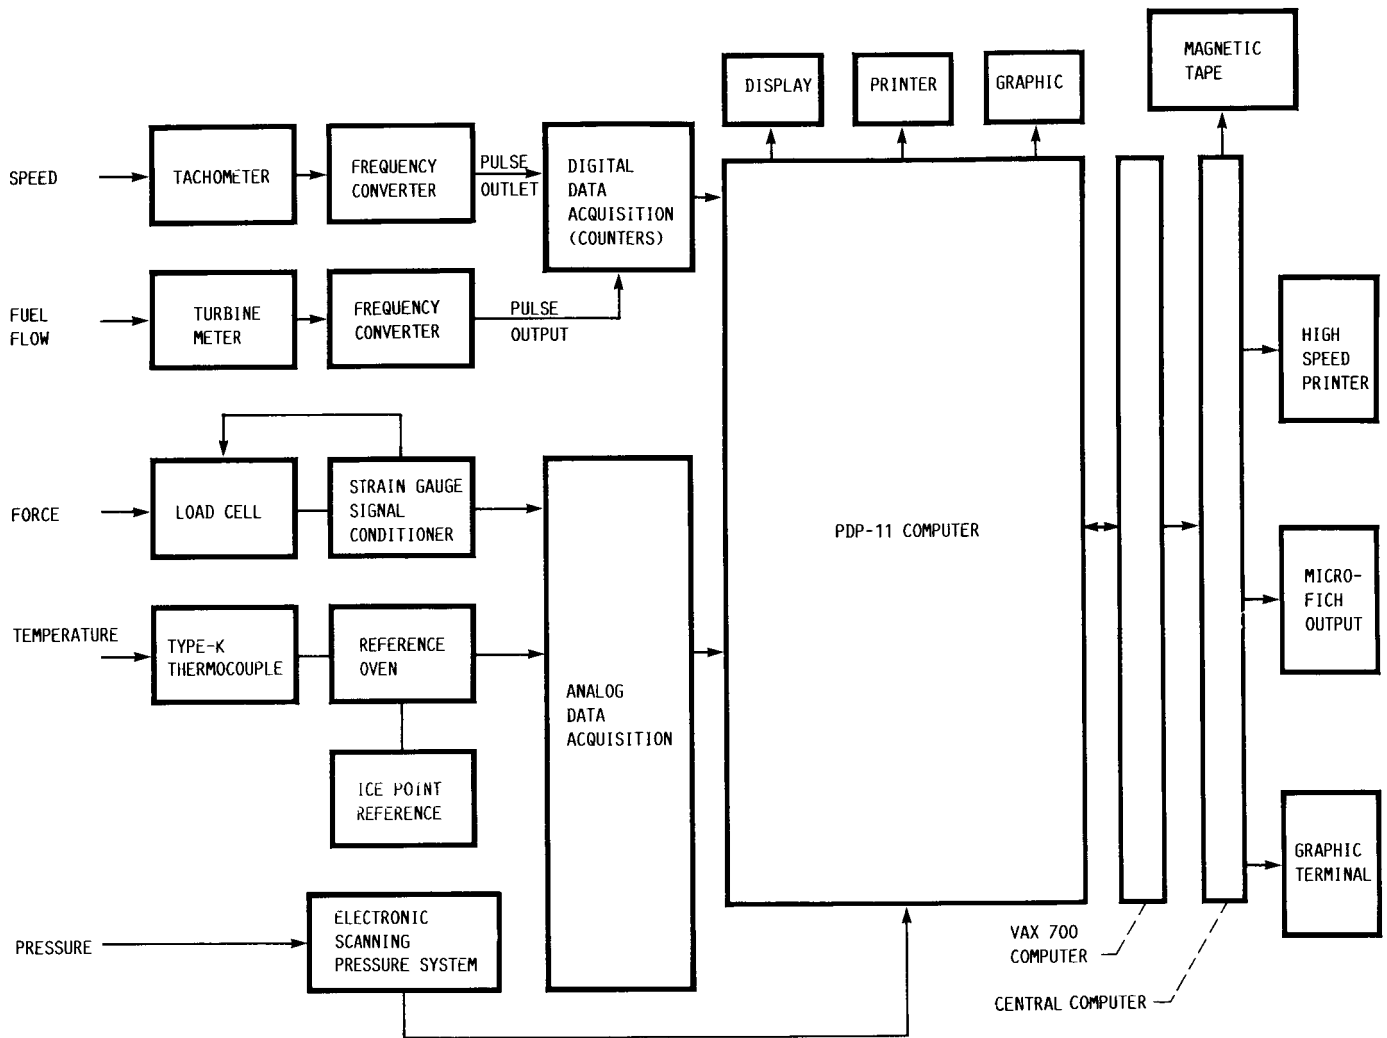 MAGNETIC
TAPE
DISPLAY
PRINTER
GRAPHIC
SPEED
TACHOMETER
FREQUENCY
CONVERTER
PULSE
OUTLET
DIGITAL
DATA
ACQUISITION
(COUNTERS)
FUEL
FLOW
TURBINE
METER
FREQUENCY
CONVERTER
PULSE
OUTPUT
HIGH
SPEED
PRINTER
FORCE
LOAD CELL
STRAIN GAUGE
SIGNAL
CONDITIONER
PDP-11 COMPUTER
MICRO-
FICH
OUTPUT
TEMPERATURE
TYPE-K
THERMOCOUPLE
REFERENCE
OVEN
ANALOG
DATA
ACQUISITION
ICE POINT
REFERENCE
GRAPHIC
TERMINAL
PRESSURE
ELECTRONIC
SCANNING
PRESSURE SYSTEM
VAX 700
COMPUTER
CENTRAL COMPUTER